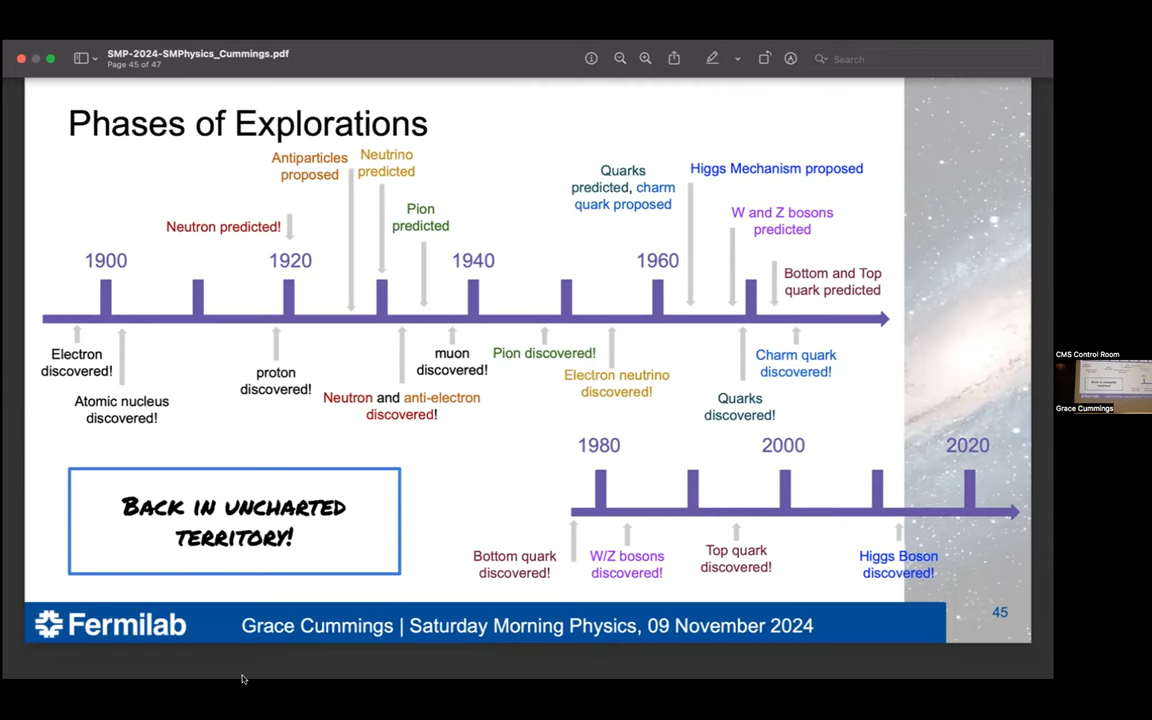 SMP-2024-SMPhysics_Cummings.pdf
Page 45 of 47
Search
Phases of Explorations
Antiparticles
proposed
Neutrino
predicted
Neutron predicted!
Pion
predicted
Quarks
predicted, charm
quark proposed
Higgs Mechanism proposed
W and Z bosons
predicted
Bottom and Top
quark predicted
1900
1920
1940
1960
Electron
discovered!
Atomic nucleus
discovered!
proton
discovered!
Neutron and anti-electron
discovered!
muon
discovered!
Pion discovered!
Electron neutrino
discovered!
Quarks
discovered!
Charm quark
discovered!
1980
2000
2020
Bottom quark
discovered!
W/Z bosons
discovered!
Top quark
discovered!
Higgs Boson
discovered!
BACK IN UNCHARTED
TERRITORY!
Fermilab
Grace Cummings | Saturday Morning Physics, 09 November 2024
45
CMS Control Room
Grace Cummings